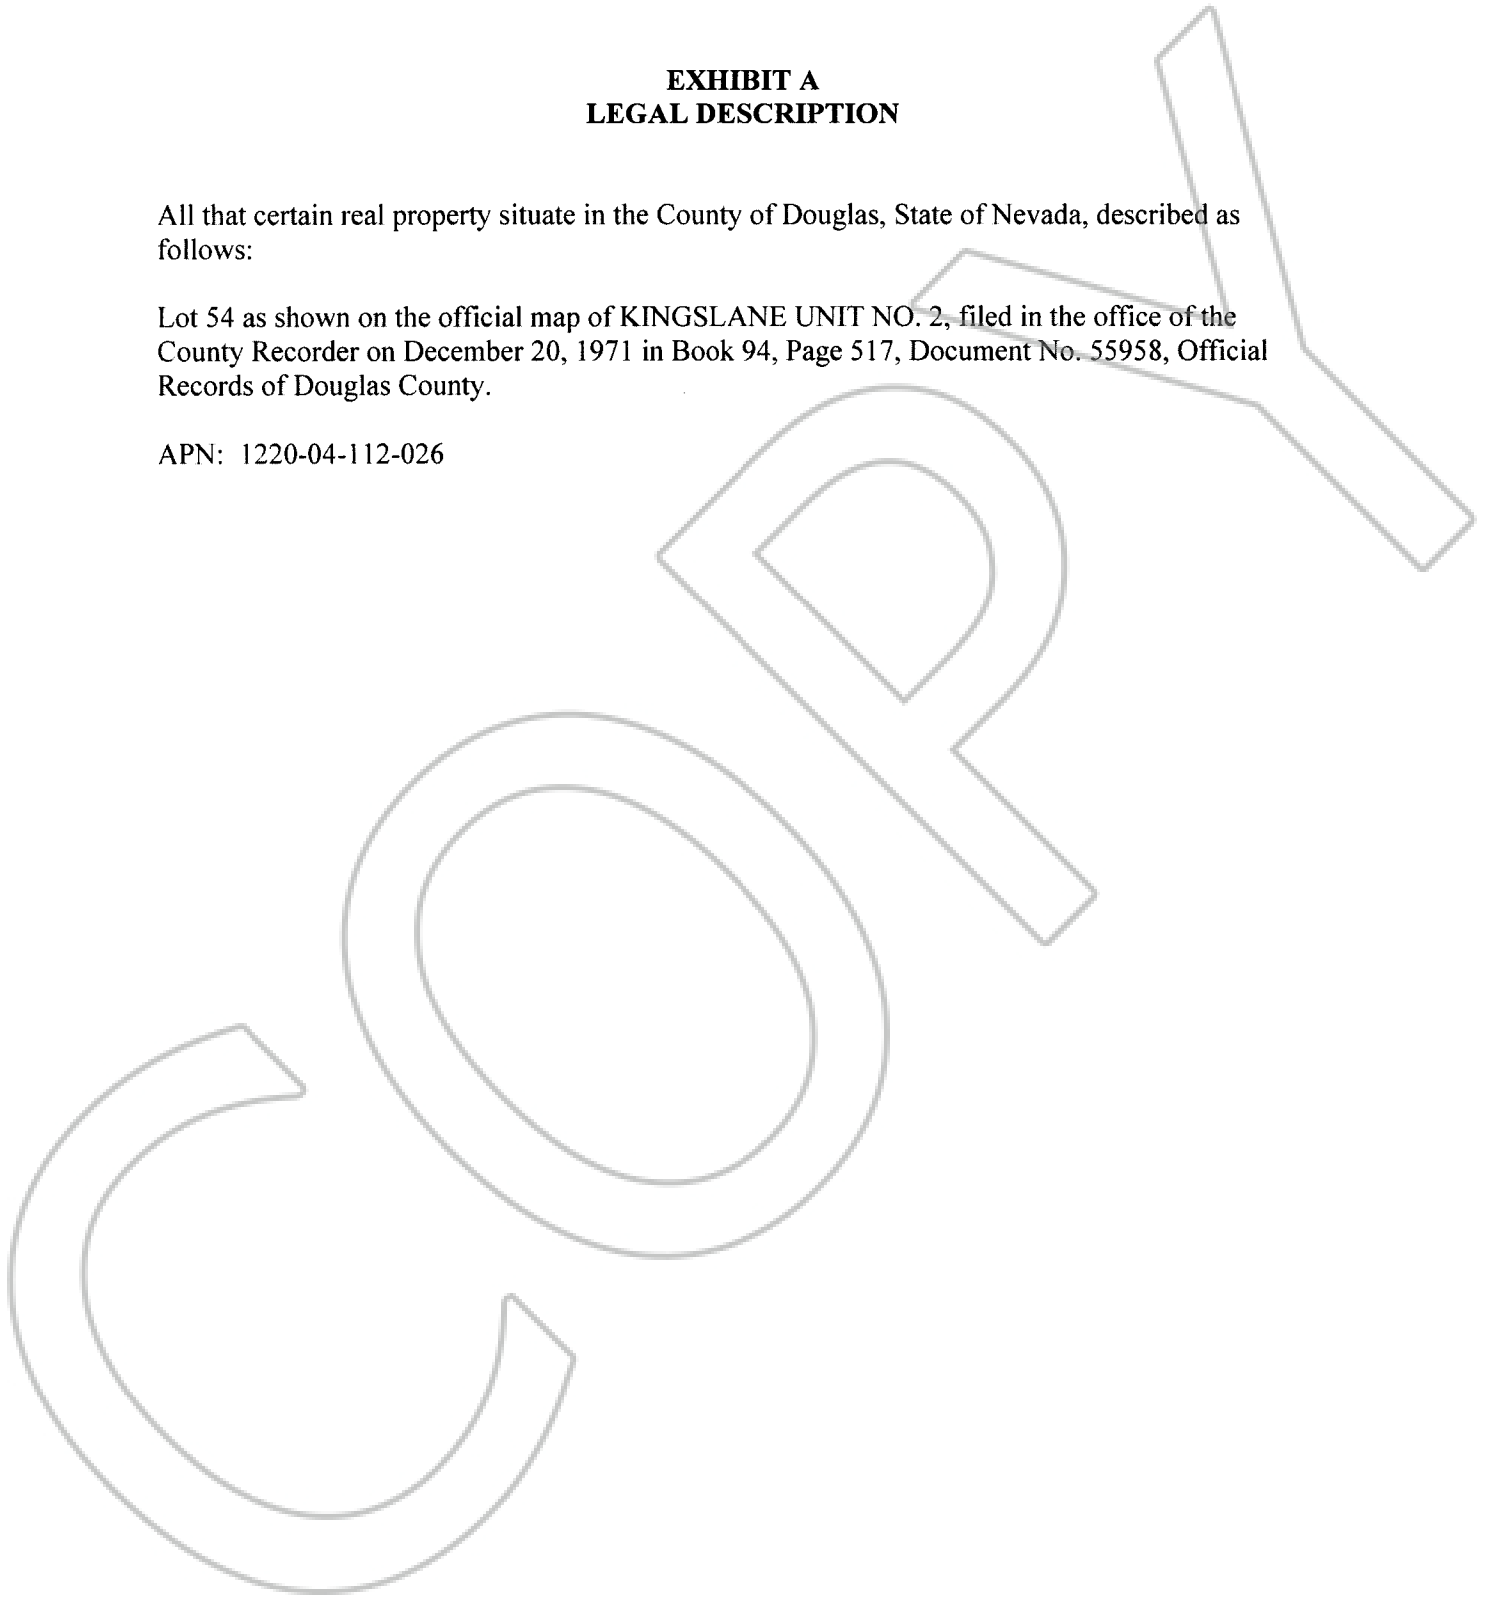 EXHIBIT A
LEGAL DESCRIPTION
All that certain real property situate in the County of Douglas, State of Nevada, described as
follows:
Lot 54 as shown on the official map of KINGSLANE UNIT NO. 2, filed in the office of the
County Recorder on December 20, 1971 in Book 94, Page 517, Document No. 55958, Official
Records of Douglas County.
APN: 1220-04-112-026
COPY